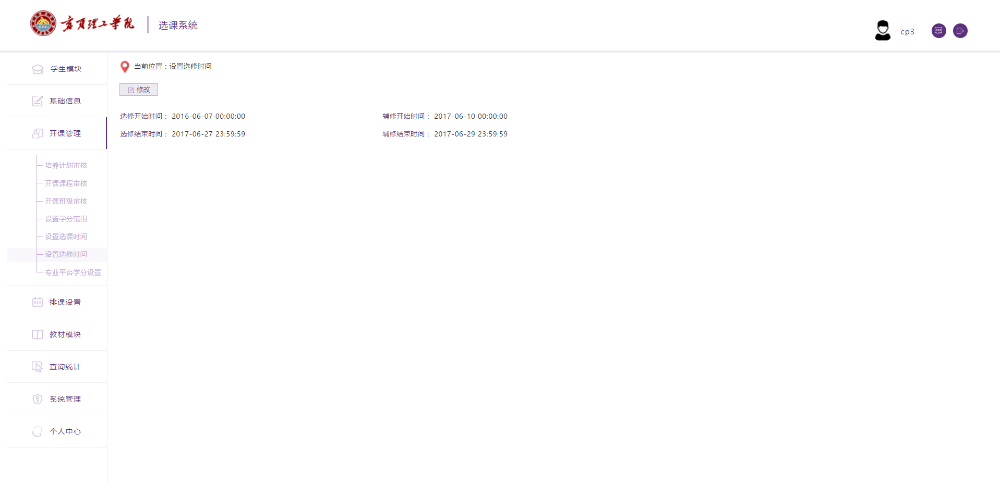 理工学院
选课系统
cp3
学生模块
基础信息
开课管理
培养计划审核
开课课程审核
开课班级审核
设置学分范围
设置选课时间
设置选修时间
专业平台学分设置
排课设置
教材模块
查询统计
系统管理
个人中心
当前位置：设置选修时间
修改
选修开始时间： 2016-06-07 00:00:00
辅修开始时间： 2017-06-10 00:00:00
选修结束时间： 2017-06-27 23:59:59
辅修结束时间： 2017-06-29 23:59:59